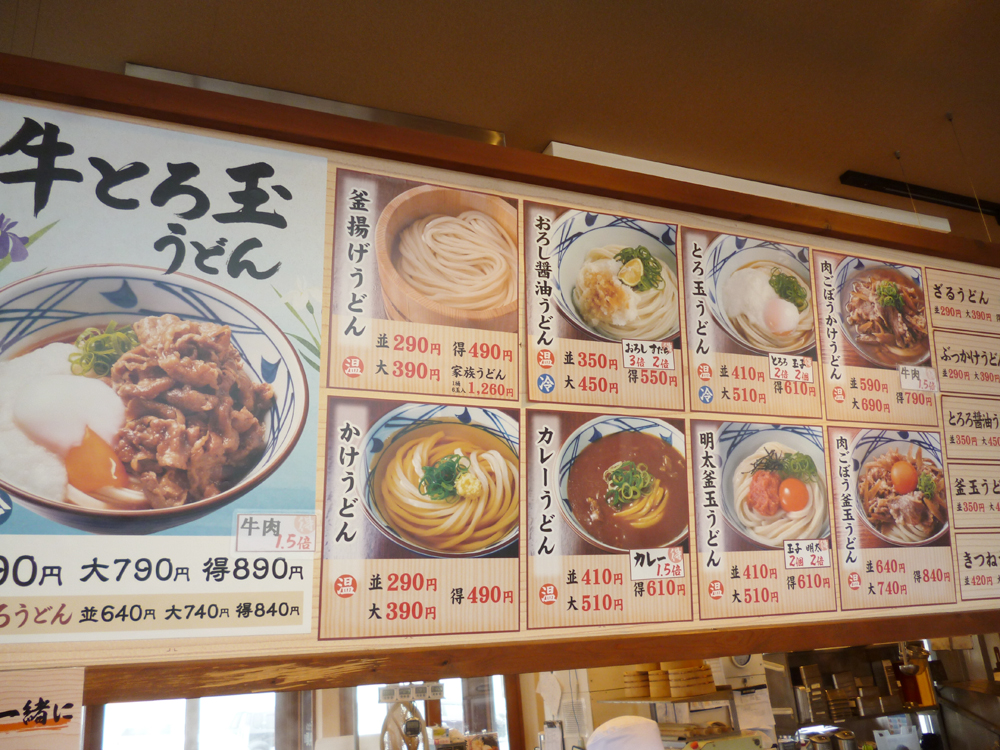 牛とろ玉
うどん
牛肉
1.5倍
90円 大790円 得890円
ろうどん 並640円 大740円 得840円
一緒に
釜揚げうどん
温
並290円 得490円
大390円 家族うどん
1,260円
かけうどん
温
並290円 得490円
大390円
おろし醤油うどん
温
冷
並350円
大450円
おろし すだち
3倍 2倍
得550円
カレーうどん
温
並410円
大510円
カレー
1.5倍
得610円
とろ玉うどん
温
冷
並410円
大510円
とろろ 玉子
2倍 2個
得610円
明太釜玉うどん
温
並410円
大510円
玉子 明太
2個 2倍
得610円
肉ごぼうかけうどん
温
並590円
大690円
牛肉
1.5倍
得790円
肉ごぼう釜玉うどん
温
並640円
大740円
得840円
ざるうどん
並290円 大390円
ぶっかけうど
並290円 大390
とろろ醤油う
並350円 大45
釜玉うど
並350円 大4
きつね
並420円